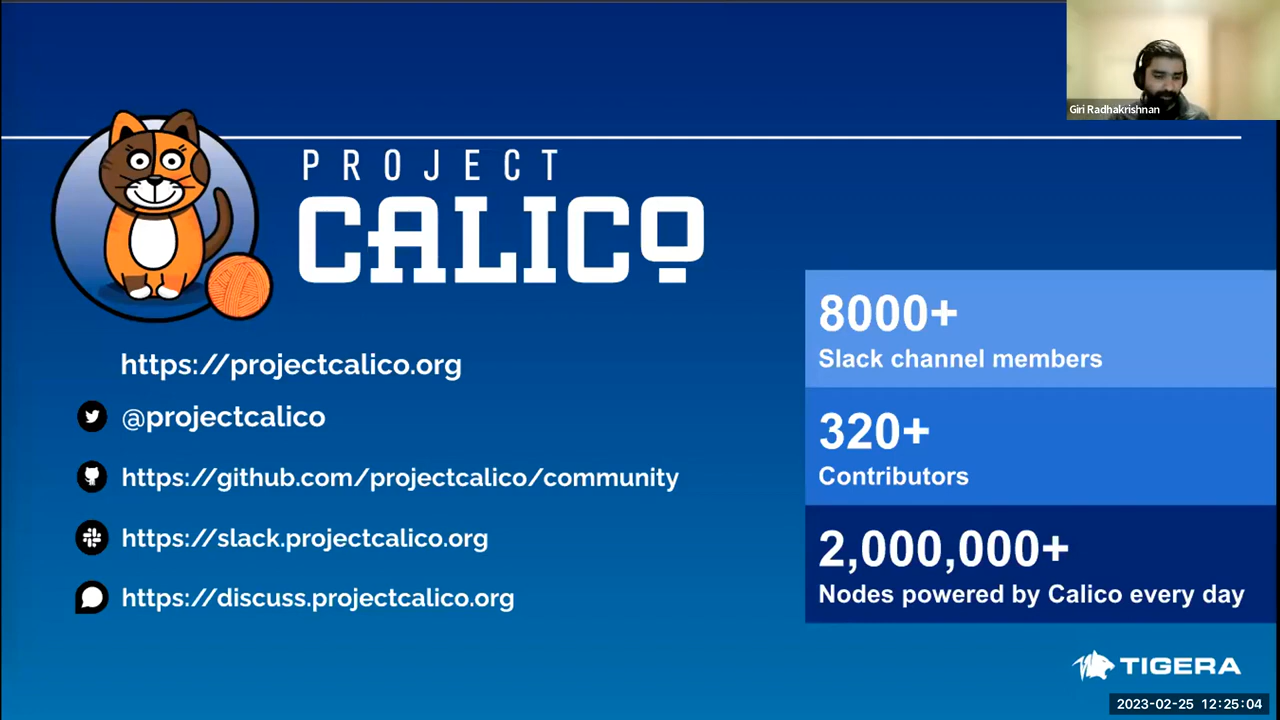 Giri Radhakrishnan
PROJECT
CALICO
https://projectcalico.org
@projectcalico
https://github.com/projectcalico/community
https://slack.projectcalico.org
https://discuss.projectcalico.org
8000+
Slack channel members
320+
Contributors
2,000,000+
Nodes powered by Calico every day
TIGERA
2023-02-25 12:25:04